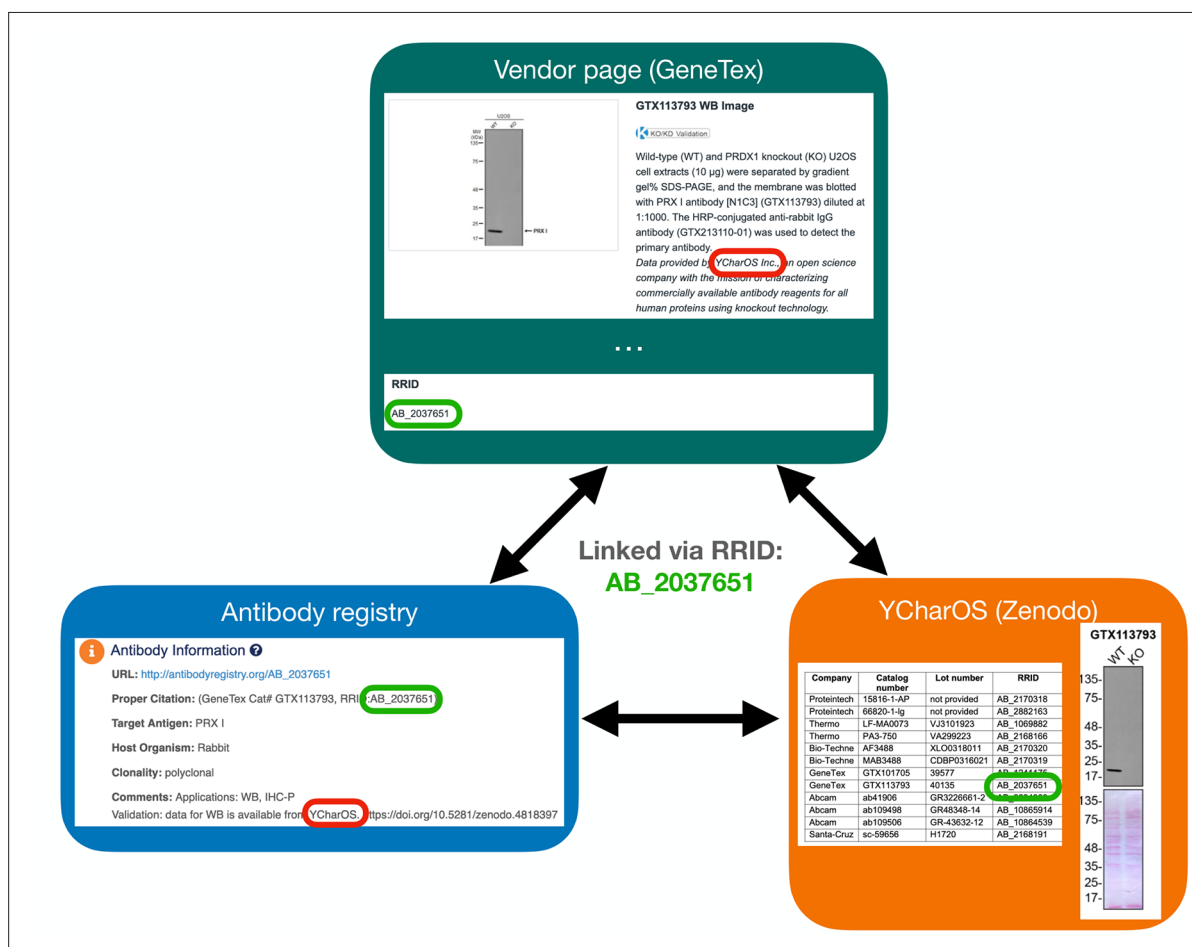 Vendor page (GeneTex)
U2OS
WT KO
MW
(kDa)
135
75
48
35
25
17
PRX I
GTX113793 WB Image
KO/KD Validation
Wild-type (WT) and PRDX1 knockout (KO) U2OS
cell extracts (10 μg) were separated by gradient
gel% SDS-PAGE, and the membrane was blotted
with PRX I antibody [N1C3] (GTX113793) diluted at
1:1000. The HRP-conjugated anti-rabbit IgG
antibody (GTX213110-01) was used to detect the
primary antibody.
Data provided by YCharOS Inc., an open science
company with the mission of characterizing
commercially available antibody reagents for all
human proteins using knockout technology.
...
RRID
AB_2037651
Linked via RRID:
AB_2037651
Antibody registry
i Antibody Information ?
URL: http://antibodyregistry.org/AB_2037651
Proper Citation: (GeneTex Cat# GTX113793, RRID:AB_2037651)
Target Antigen: PRX I
Host Organism: Rabbit
Clonality: polyclonal
Comments: Applications: WB, IHC-P
Validation: data for WB is available from YCharOS. https://doi.org/10.5281/zenodo.4818397
YCharOS (Zenodo)
Company Catalog number Lot number RRID
Proteintech 15816-1-AP not provided AB_2170318
Proteintech 66820-1-Ig not provided AB_2882163
Thermo LF-MA0073 VJ3101923 AB_1069882
Thermo PA3-750 VA299223 AB_2168166
Bio-Techne AF3488 XLO0318011 AB_2170320
Bio-Techne MAB3488 CDBP0316021 AB_2170319
GeneTex GTX101705 39577
GeneTex GTX113793 40135 AB_2037651
Abcam ab41906 GR3226661-2
Abcam ab109498 GR48348-14 AB_10865914
Abcam ab109506 GR-43632-12 AB_10864539
Santa-Cruz sc-59656 H1720 AB_2168191
GTX113793
WT KO
135-
75-
48-
35-
25-
17-
135-
75-
48-
35-
25-
17-